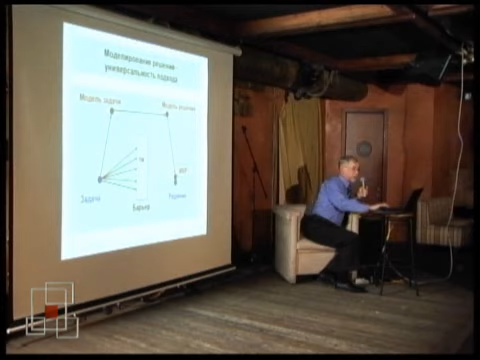 Моделирование решения -
универсальность подхода
Модель задачи
Модель решения
Задача
Барьер
Решение